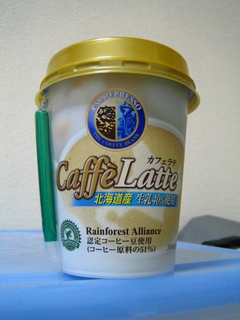 カフェラテ
Caffè Latte
北海道産 生乳40%使用
Rainforest Alliance
認定コーヒー豆使用
(コーヒー原料の51%)